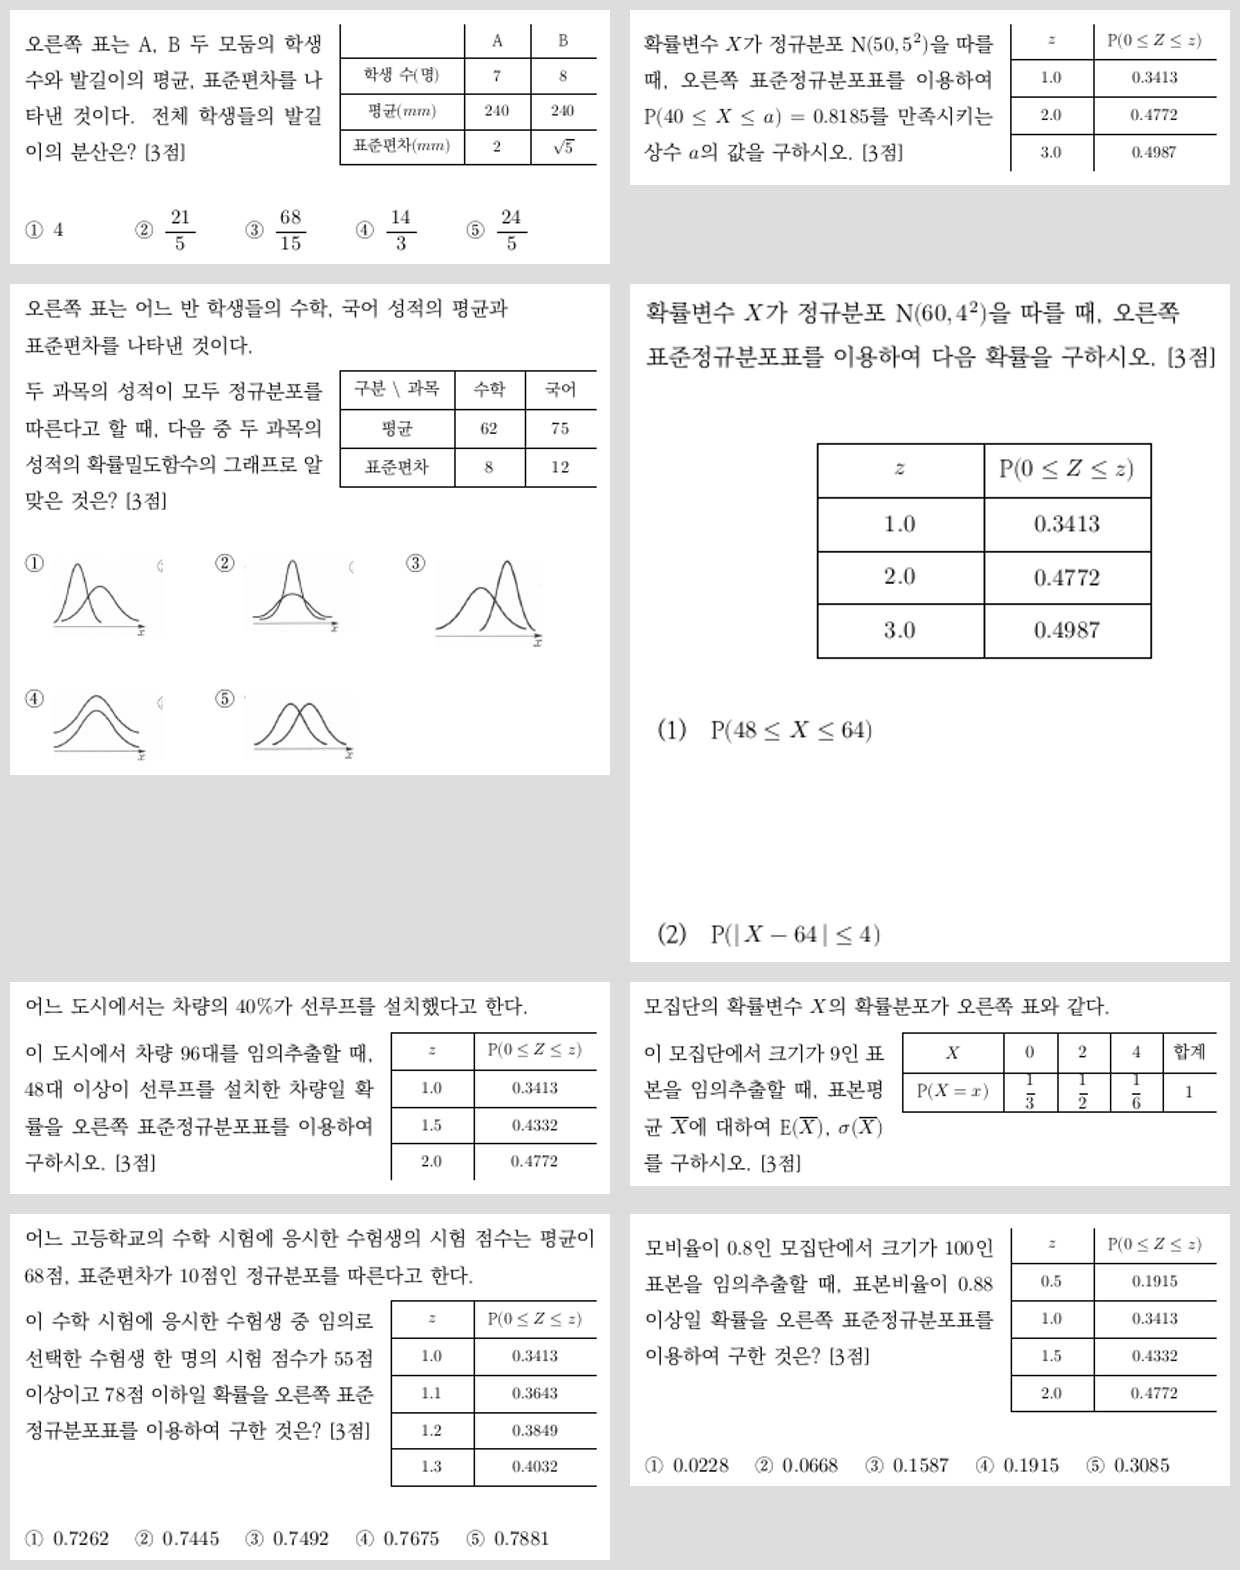 오른쪽 표는 A, B 두 모둠의 학생
수와 발길이의 평균, 표준편차를 나
타낸 것이다. 전체 학생들의 발길
이의 분산은? [3점]
A B
학생 수(명) 7 8
평균(mm) 240 240
표준편차(mm) 2 √5
① 4 ② 21/5 ③ 68/15 ④ 14/3 ⑤ 24/5
확률변수 X가 정규분포 N(50, 5²)을 따를
때, 오른쪽 표준정규분포표를 이용하여
P(40 ≤ X ≤ a) = 0.8185를 만족시키는
상수 a의 값을 구하시오. [3점]
z P(0 ≤ Z ≤ z)
1.0 0.3413
2.0 0.4772
3.0 0.4987
오른쪽 표는 어느 반 학생들의 수학, 국어 성적의 평균과
표준편차를 나타낸 것이다.
두 과목의 성적이 모두 정규분포를
따른다고 할 때, 다음 중 두 과목의
성적의 확률밀도함수의 그래프로 알
맞은 것은? [3점]
구분 \ 과목 수학 국어
평균 62 75
표준편차 8 12
① ② ③
x x x
④ ⑤
x x
확률변수 X가 정규분포 N(60, 4²)을 따를 때, 오른쪽
표준정규분포표를 이용하여 다음 확률을 구하시오. [3점]
z P(0 ≤ Z ≤ z)
1.0 0.3413
2.0 0.4772
3.0 0.4987
(1) P(48 ≤ X ≤ 64)
(2) P(|X − 64| ≤ 4)
어느 도시에서는 차량의 40%가 선루프를 설치했다고 한다.
이 도시에서 차량 96대를 임의추출할 때,
48대 이상이 선루프를 설치한 차량일 확
률을 오른쪽 표준정규분포표를 이용하여
구하시오. [3점]
z P(0 ≤ Z ≤ z)
1.0 0.3413
1.5 0.4332
2.0 0.4772
모집단의 확률변수 X의 확률분포가 오른쪽 표와 같다.
이 모집단에서 크기가 9인 표
본을 임의추출할 때, 표본평
균 X̅에 대하여 E(X̅), σ(X̅)
를 구하시오. [3점]
X 0 2 4 합계
P(X = x) 1/3 1/2 1/6 1
어느 고등학교의 수학 시험에 응시한 수험생의 시험 점수는 평균이
68점, 표준편차가 10점인 정규분포를 따른다고 한다.
이 수학 시험에 응시한 수험생 중 임의로
선택한 수험생 한 명의 시험 점수가 55점
이상이고 78점 이하일 확률을 오른쪽 표준
정규분포표를 이용하여 구한 것은? [3점]
z P(0 ≤ Z ≤ z)
1.0 0.3413
1.1 0.3643
1.2 0.3849
1.3 0.4032
① 0.7262 ② 0.7445 ③ 0.7492 ④ 0.7675 ⑤ 0.7881
모비율이 0.8인 모집단에서 크기가 100인
표본을 임의추출할 때, 표본비율이 0.88
이상일 확률을 오른쪽 표준정규분포표를
이용하여 구한 것은? [3점]
z P(0 ≤ Z ≤ z)
0.5 0.1915
1.0 0.3413
1.5 0.4332
2.0 0.4772
① 0.0228 ② 0.0668 ③ 0.1587 ④ 0.1915 ⑤ 0.3085